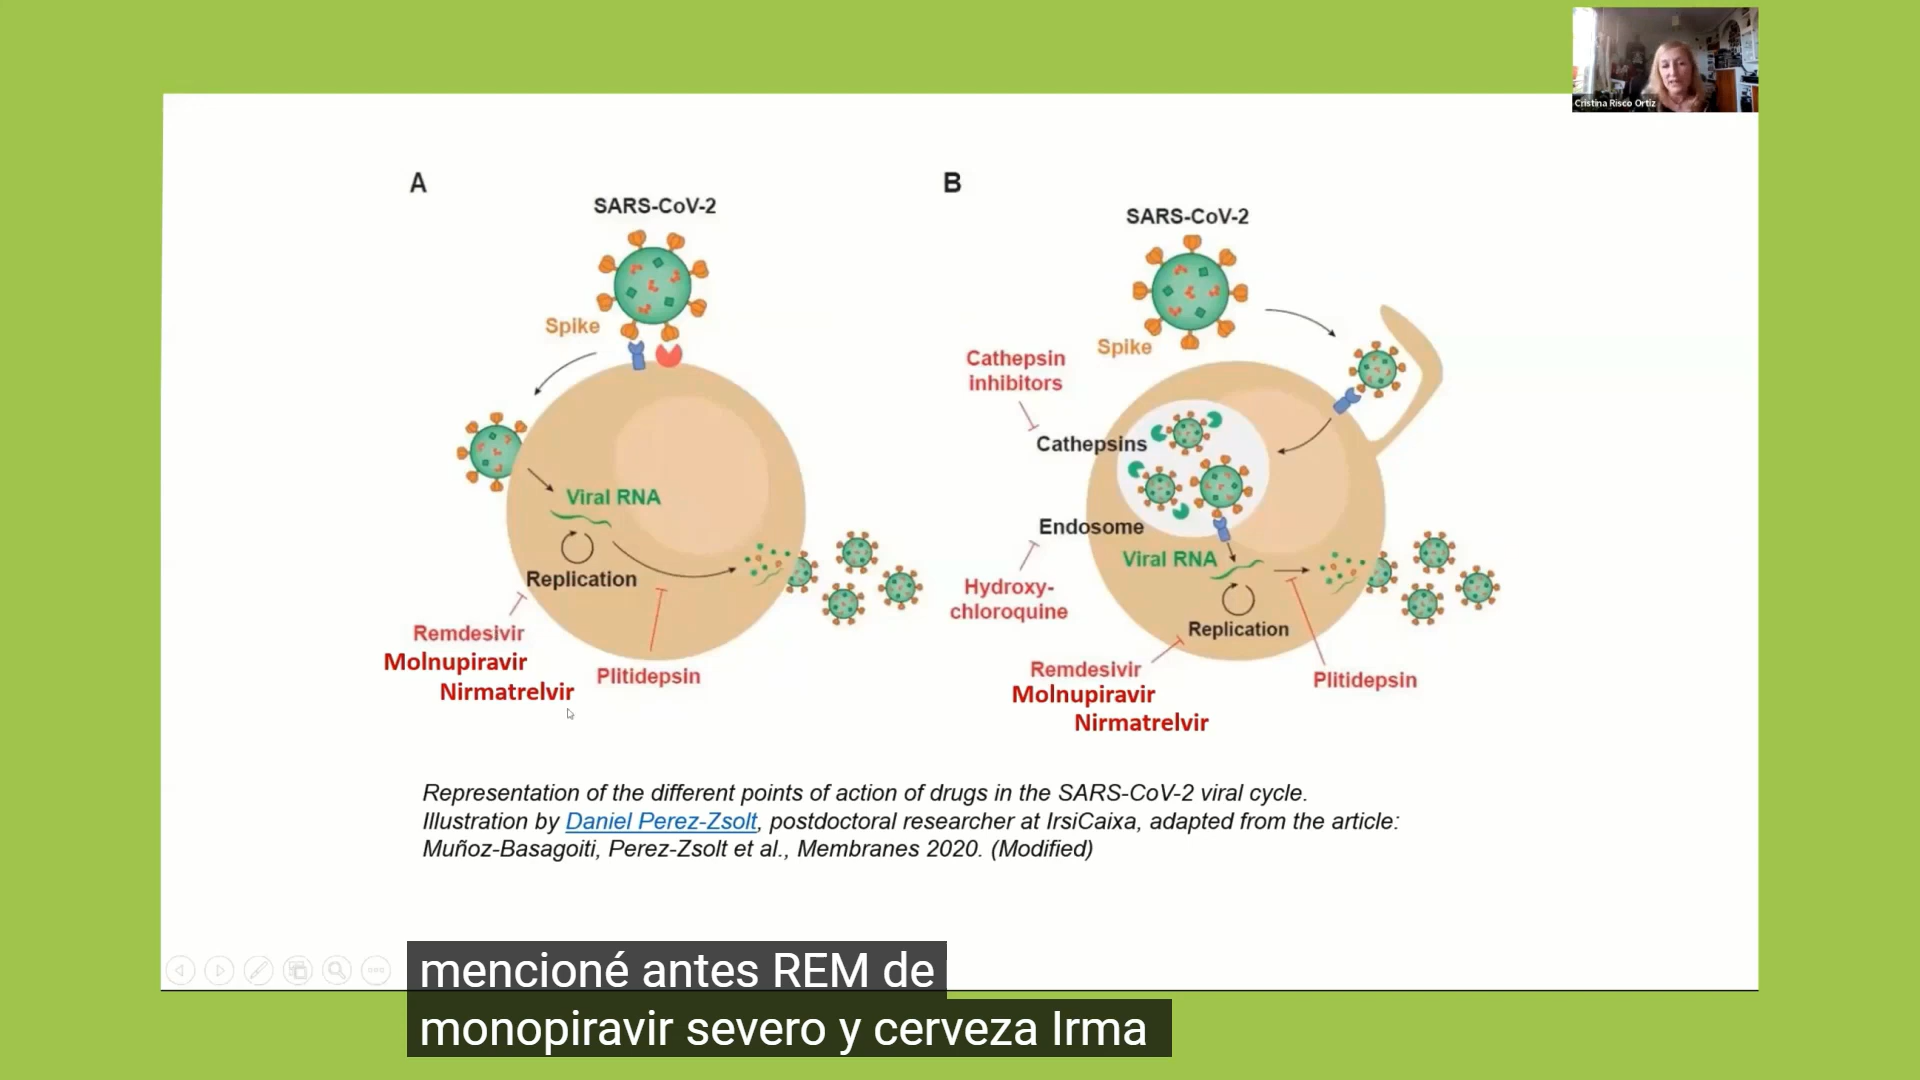 Cristina Risco Ortiz
A
SARS-CoV-2
Spike
Viral RNA
Replication
Remdesivir
Molnupiravir
Nirmatrelvir
Plitidepsin
B
SARS-CoV-2
Spike
Cathepsin
inhibitors
Cathepsins
Endosome
Viral RNA
Hydroxy-
chloroquine
Replication
Remdesivir
Molnupiravir
Nirmatrelvir
Plitidepsin
Representation of the different points of action of drugs in the SARS-CoV-2 viral cycle.
Illustration by Daniel Perez-Zsolt, postdoctoral researcher at IrsiCaixa, adapted from the article:
Muñoz-Basagoiti, Perez-Zsolt et al., Membranes 2020. (Modified)
mencioné antes REM de
monopiravir severo y cerveza Irma